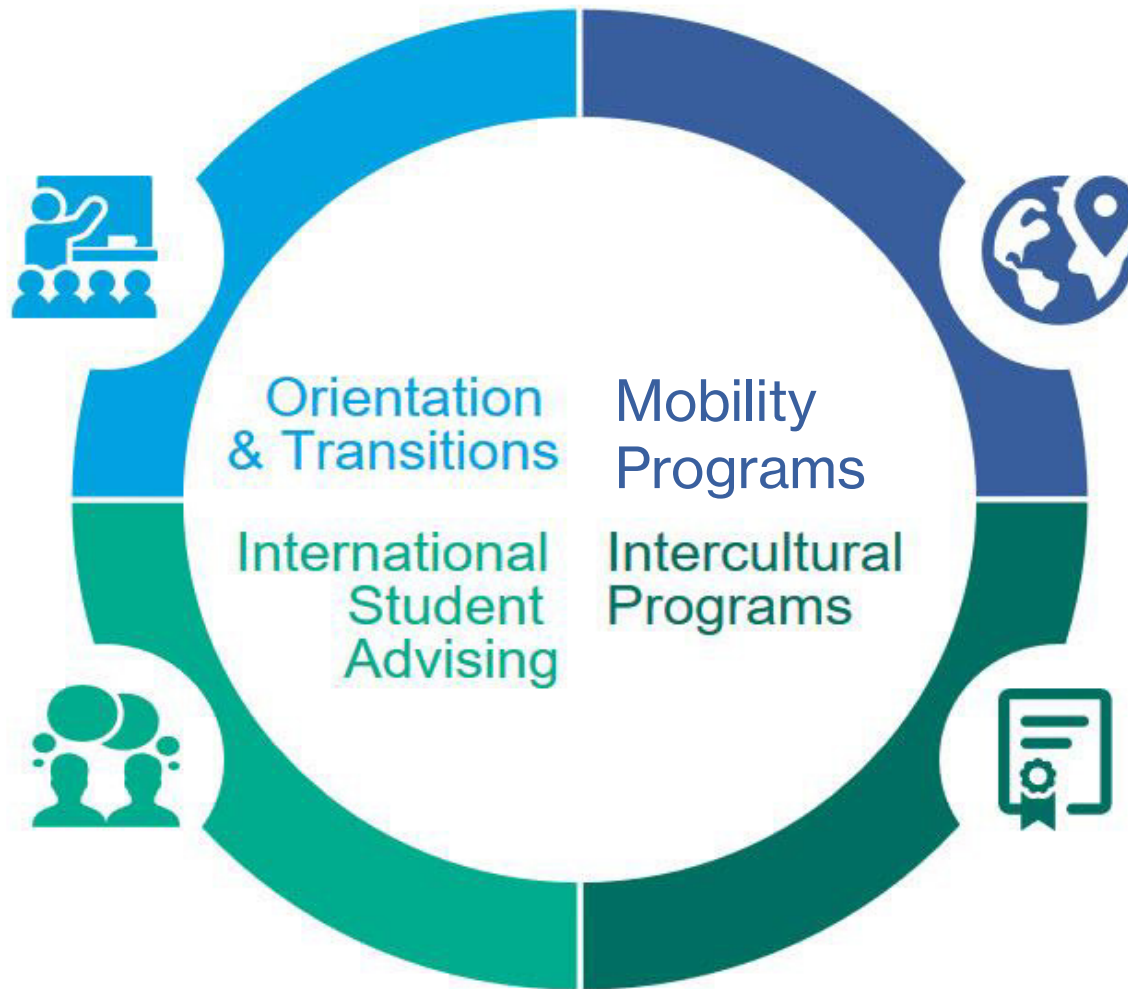 Orientation
& Transitions
Mobility
Programs
International
Student
Advising
Intercultural
Programs